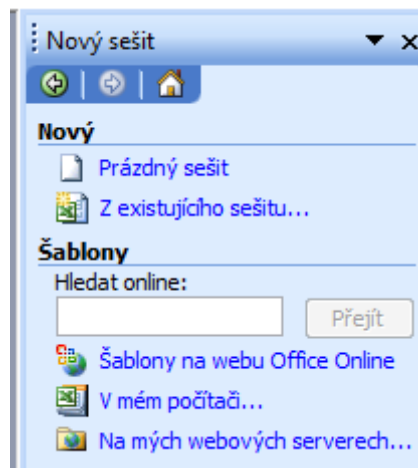 Nový sešit
Nový
Prázdný sešit
Z existujícího sešitu...
Šablony
Hledat online:
Přejít
Šablony na webu Office Online
V mém počítači...
Na mých webových serverech...